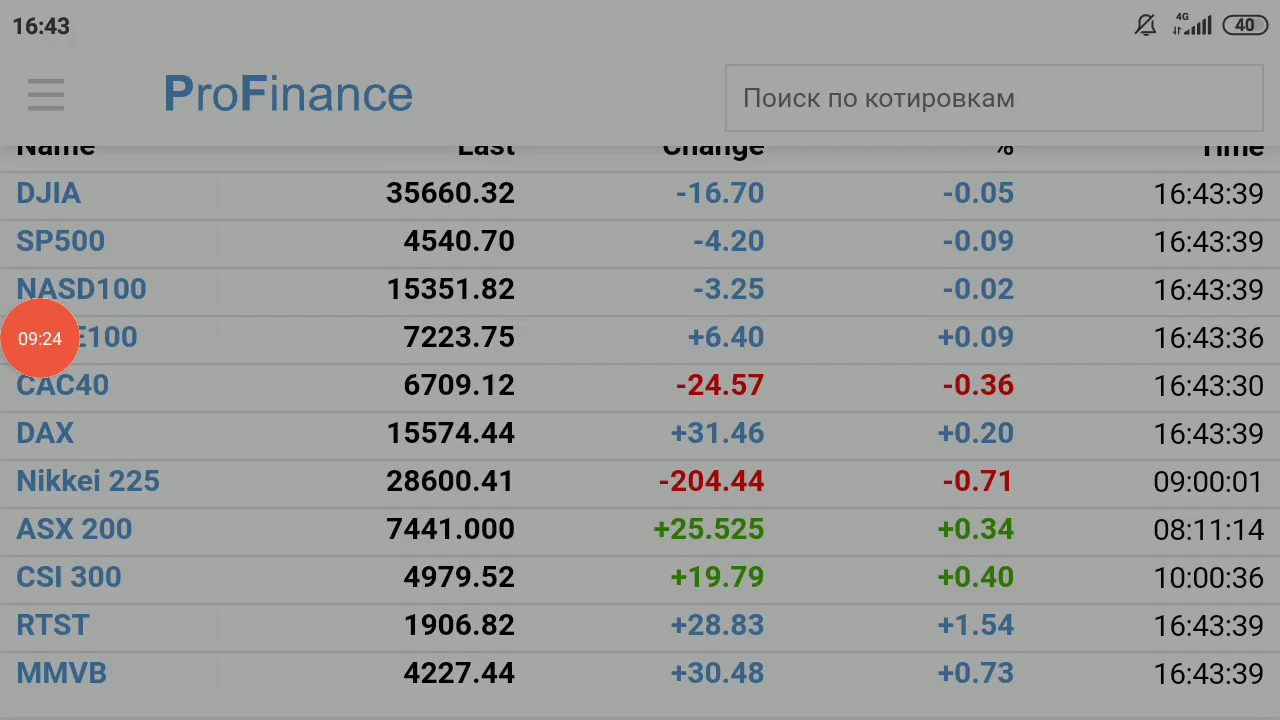 16:43 4G 40
ProFinance Поиск по котировкам
Name Last Change % Time
DJIA 35660.32 -16.70 -0.05 16:43:39
SP500 4540.70 -4.20 -0.09 16:43:39
NASD100 15351.82 -3.25 -0.02 16:43:39
09:24 E100 7223.75 +6.40 +0.09 16:43:36
CAC40 6709.12 -24.57 -0.36 16:43:30
DAX 15574.44 +31.46 +0.20 16:43:39
Nikkei 225 28600.41 -204.44 -0.71 09:00:01
ASX 200 7441.000 +25.525 +0.34 08:11:14
CSI 300 4979.52 +19.79 +0.40 10:00:36
RTST 1906.82 +28.83 +1.54 16:43:39
MMVB 4227.44 +30.48 +0.73 16:43:39